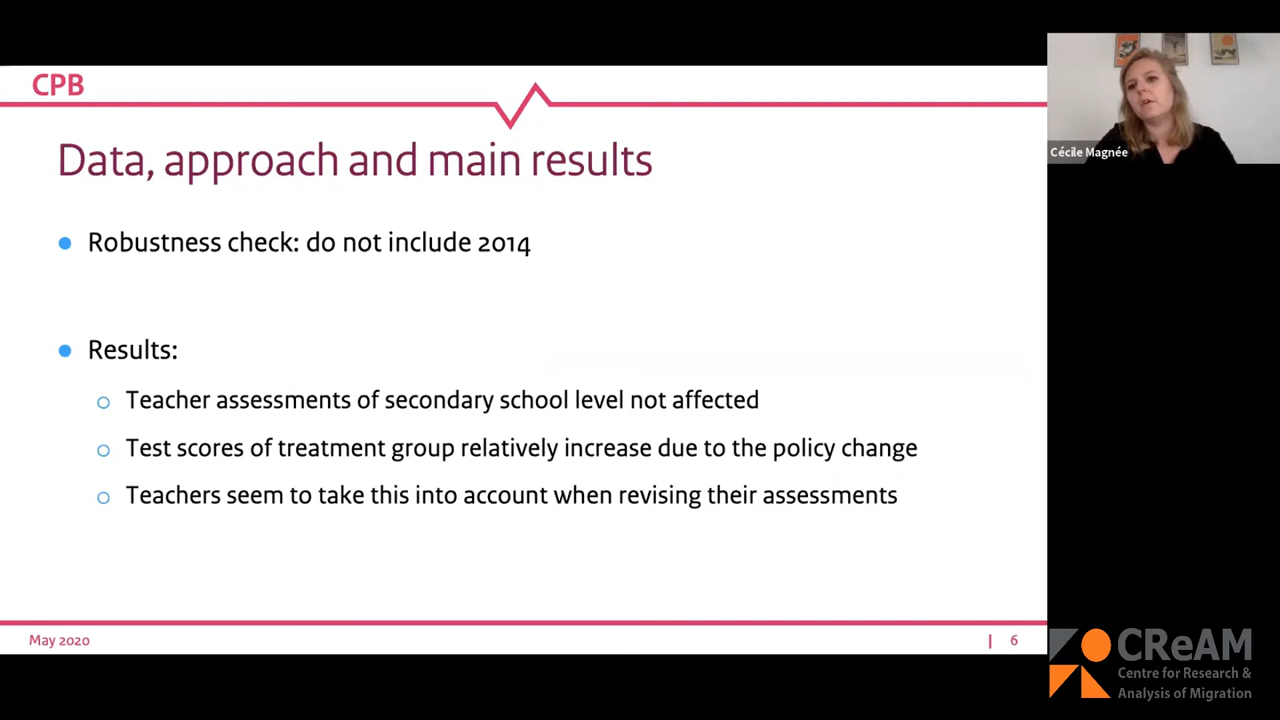 CPB
Data, approach and main results
Robustness check: do not include 2014
Results:
Teacher assessments of secondary school level not affected
Test scores of treatment group relatively increase due to the policy change
Teachers seem to take this into account when revising their assessments
May 2020
| 6
Cécile Magnée
CReAM
Centre for Research &
Analysis of Migration